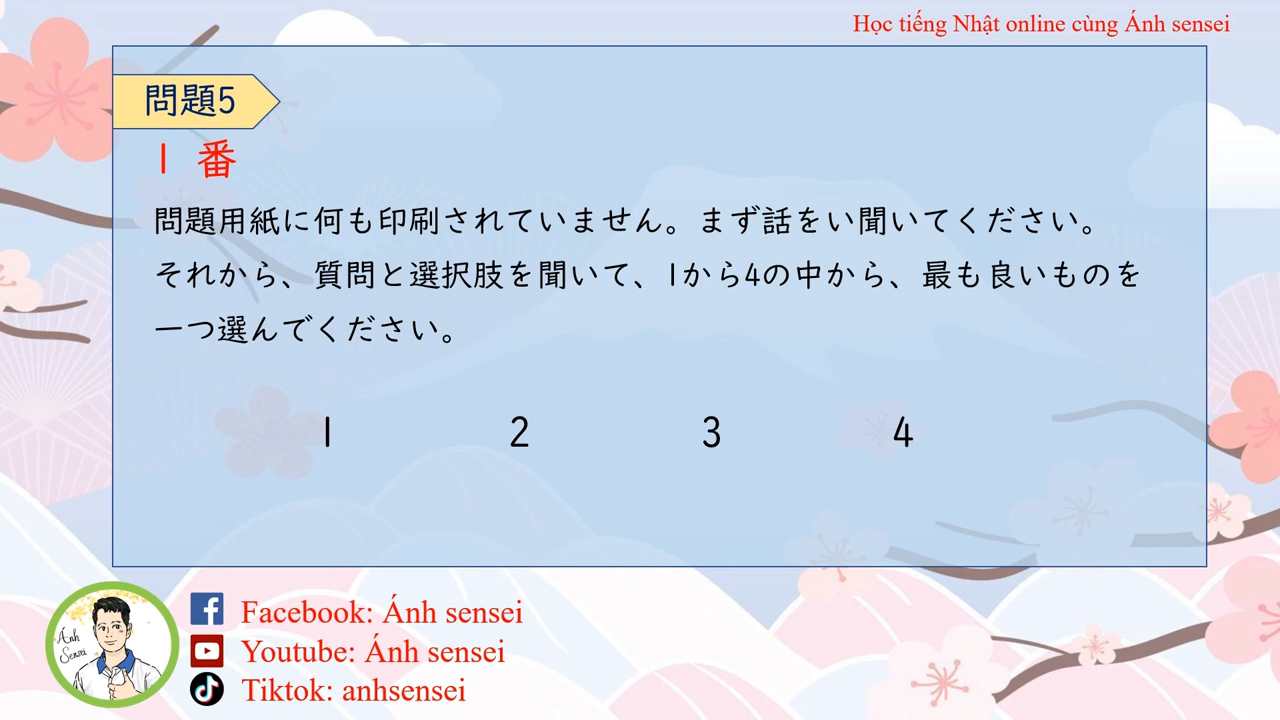 Học tiếng Nhật online cùng Ánh sensei
問題5
1 番
問題用紙に何も印刷されていません。まず話をい聞いてください。
それから、質問と選択肢を聞いて、1から4の中から、最も良いものを
一つ選んでください。
1 2 3 4
Ánh Sensei
Facebook: Ánh sensei
Youtube: Ánh sensei
Tiktok: anhsensei